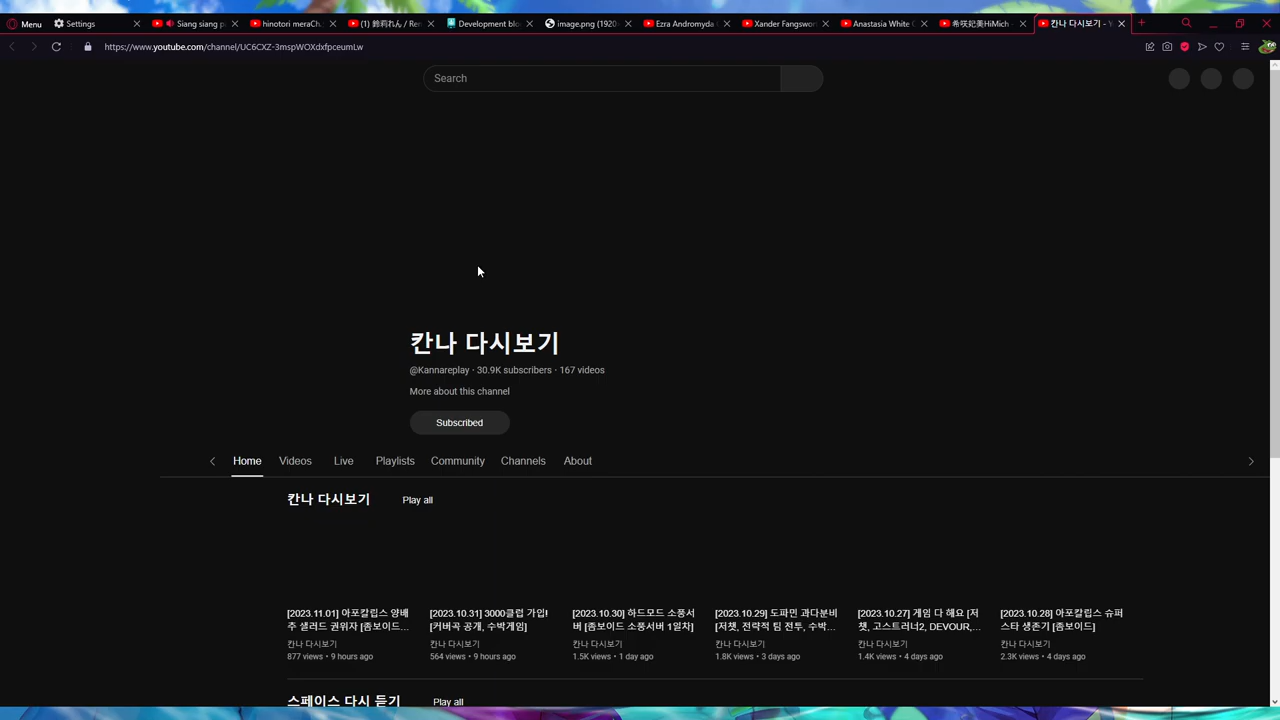 Menu
Settings
Siang siang p
hinotori meraCh.
(1) 鈴莉れん / Ren
Development blo
image.png (1920
Ezra Andromyda
Xander Fangswor
Anastasia White C
希咲妃美HiMich -
칸나 다시보기 - Y
https://www.youtube.com/channel/UC6CXZ-3mspWOXdxfpceumLw
Search
칸나 다시보기
@Kannareplay · 30.9K subscribers · 167 videos
More about this channel
Subscribed
Home Videos Live Playlists Community Channels About
칸나 다시보기 Play all
[2023.11.01] 아포칼립스 양배
추 샐러드 권위자 [좀보이드...
칸나 다시보기
877 views • 9 hours ago
[2023.10.31] 3000클럽 가입!
[커버곡 공개, 수박게임]
칸나 다시보기
564 views • 9 hours ago
[2023.10.30] 하드모드 소풍서
버 [좀보이드 소풍서버 1일차]
칸나 다시보기
1.5K views • 1 day ago
[2023.10.29] 도파민 과다분비
[저챗, 전략적 팀 전투, 수박...
칸나 다시보기
1.8K views • 3 days ago
[2023.10.27] 게임 다 해요 [저
챗, 고스트러너2, DEVOUR,...
칸나 다시보기
1.4K views • 4 days ago
[2023.10.28] 아포칼립스 슈퍼
스타 생존기 [좀보이드]
칸나 다시보기
2.3K views • 4 days ago
스페이스 다시 듣기 Play all